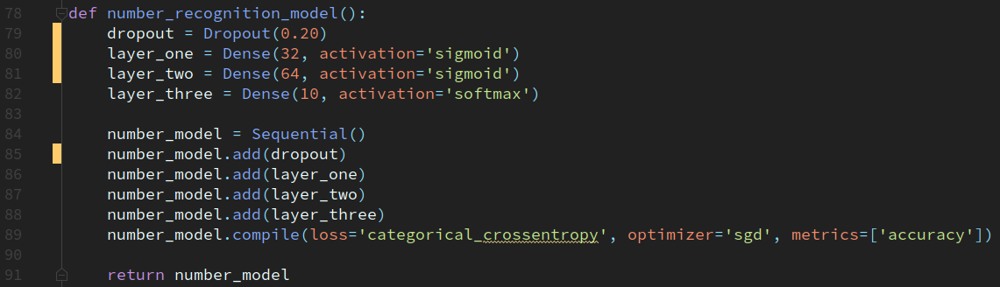 78 def number_recognition_model():
79     dropout = Dropout(0.20)
80     layer_one = Dense(32, activation='sigmoid')
81     layer_two = Dense(64, activation='sigmoid')
82     layer_three = Dense(10, activation='softmax')
83
84     number_model = Sequential()
85     number_model.add(dropout)
86     number_model.add(layer_one)
87     number_model.add(layer_two)
88     number_model.add(layer_three)
89     number_model.compile(loss='categorical_crossentropy', optimizer='sgd', metrics=['accuracy'])
90
91     return number_model